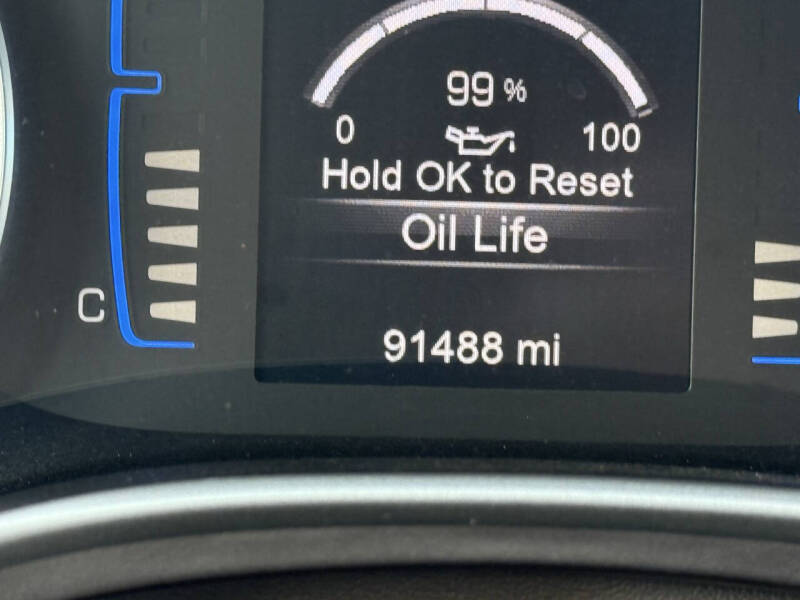 99 %
0 100
Hold OK to Reset
Oil Life
C
91488 mi